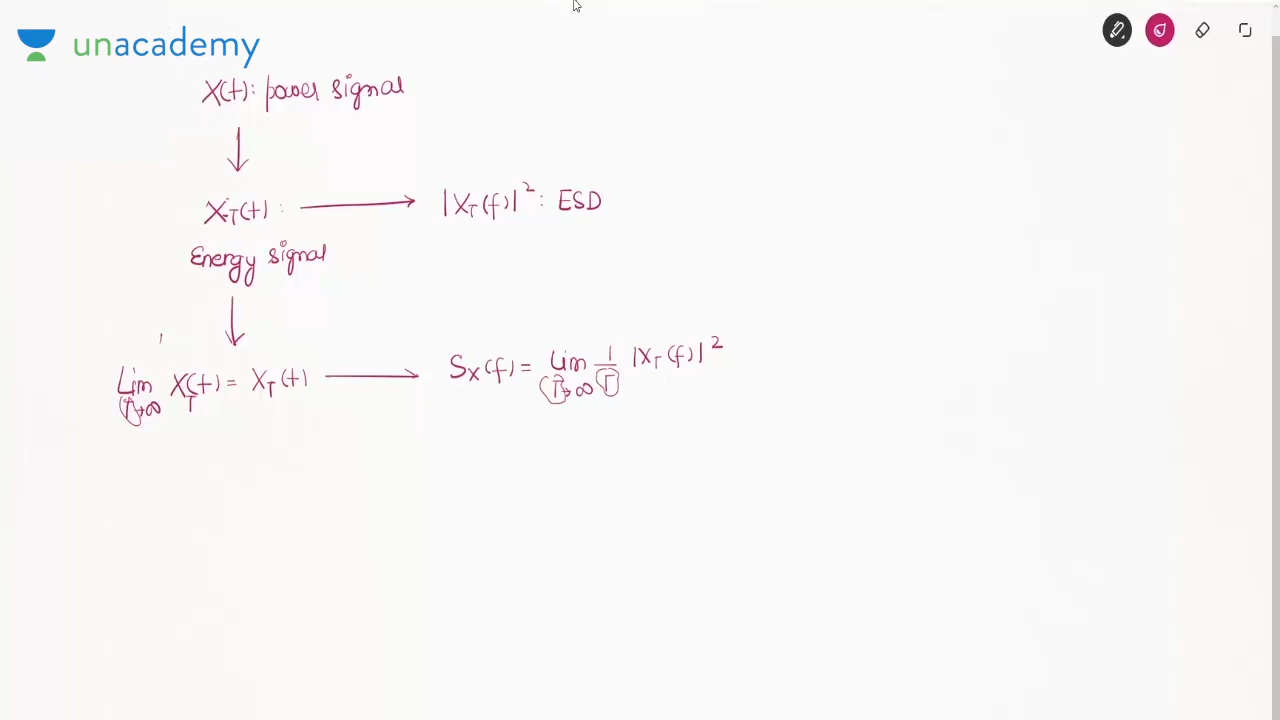 unacademy
X(t): power signal
X_T(t) : ⟶ |X_T(f)|²: ESD
Energy signal
Lim T→∞ X_T(t) = X_T(t) ⟶ S_X(f) = Lim T→∞ 1/T |X_T(f)|²